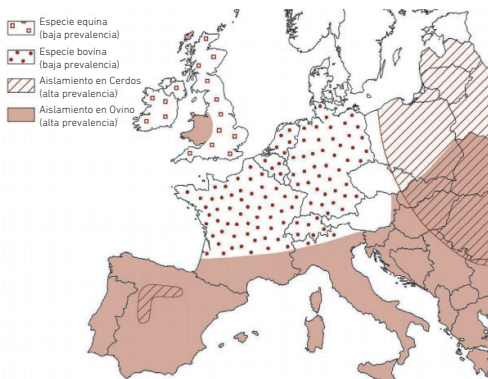 Especie equina
(baja prevalencia)
Especie bovina
(baja prevalencia)
Aislamiento en Cerdos
(alta prevalencia)
Aislamiento en Ovino
(alta prevalencia)